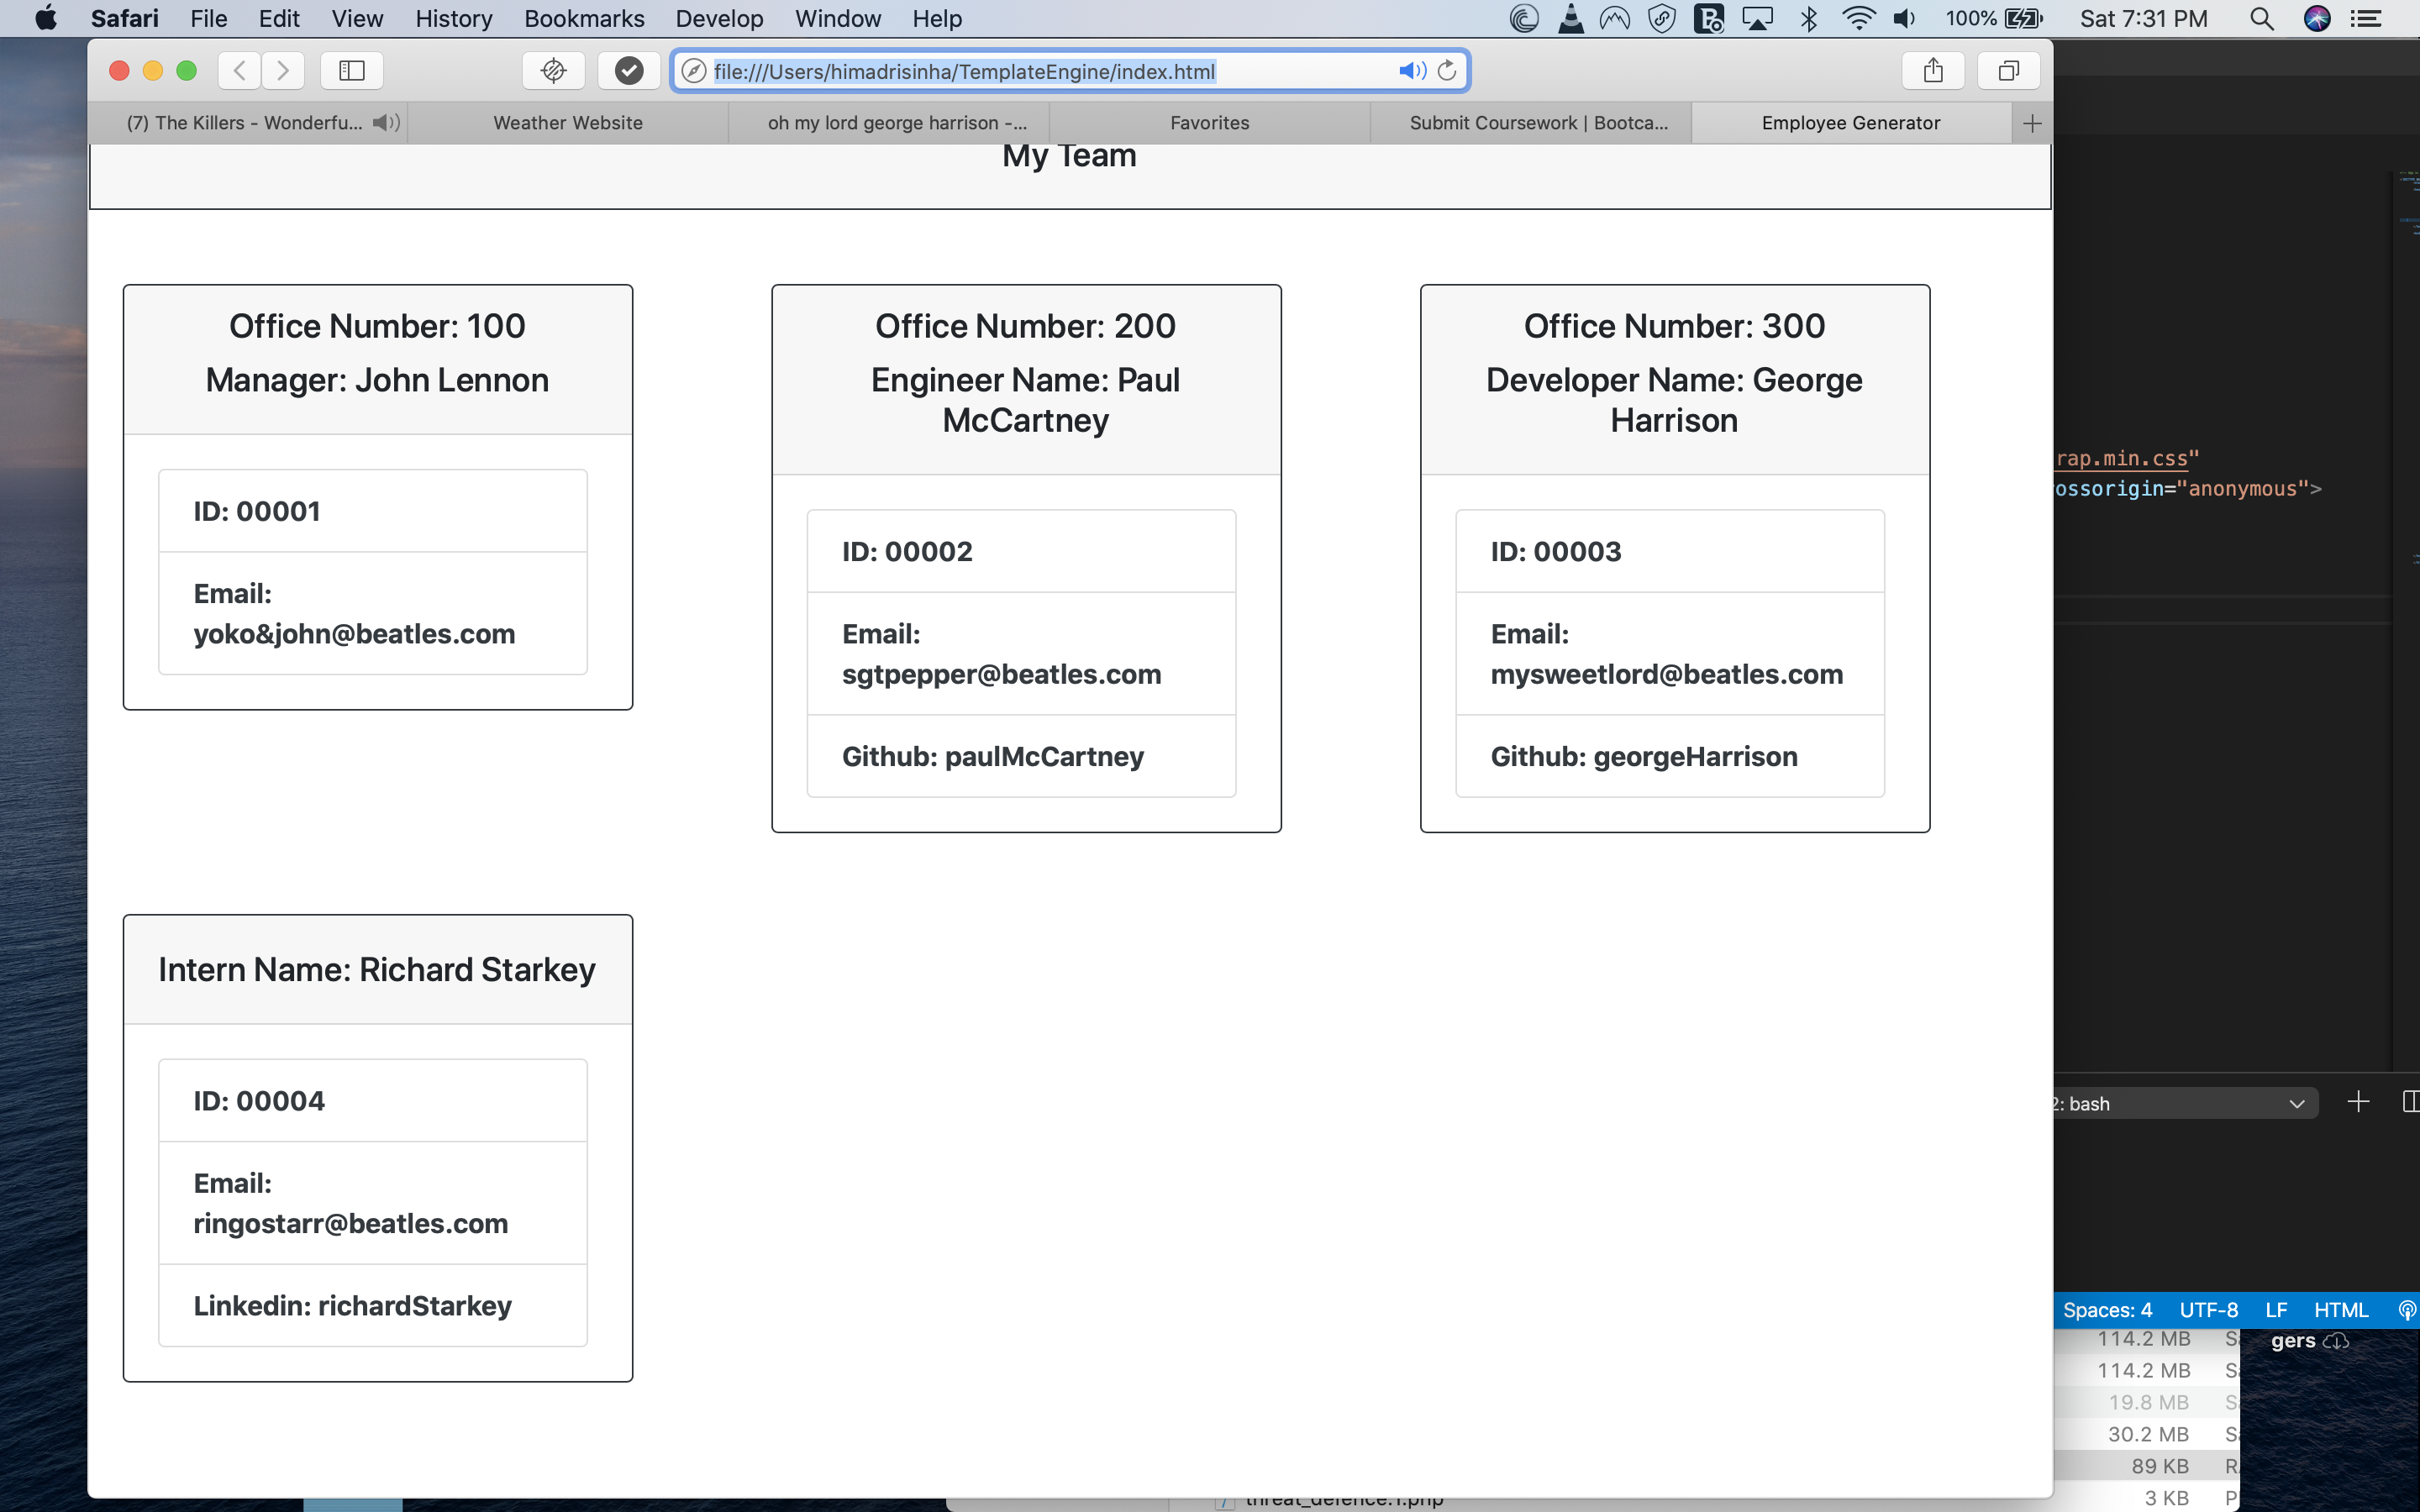 Safari File Edit View History Bookmarks Develop Window Help 100% Sat 7:31 PM
file:///Users/himadrisinha/TemplateEngine/index.html
(7) The Killers - Wonderfu... Weather Website oh my lord george harrison -... Favorites Submit Coursework | Bootca... Employee Generator
My Team
Office Number: 100
Manager: John Lennon
ID: 00001
Email:
yoko&john@beatles.com
Office Number: 200
Engineer Name: Paul
McCartney
ID: 00002
Email:
sgtpepper@beatles.com
Github: paulMcCartney
Office Number: 300
Developer Name: George
Harrison
ID: 00003
Email:
mysweetlord@beatles.com
Github: georgeHarrison
Intern Name: Richard Starkey
ID: 00004
Email:
ringostarr@beatles.com
Linkedin: richardStarkey
rap.min.css"
ossorigin="anonymous">
2: bash
Spaces: 4 UTF-8 LF HTML
114.2 MB S
gers
114.2 MB S
19.8 MB S
30.2 MB S
89 KB R
3 KB P
threat_defence.1.php